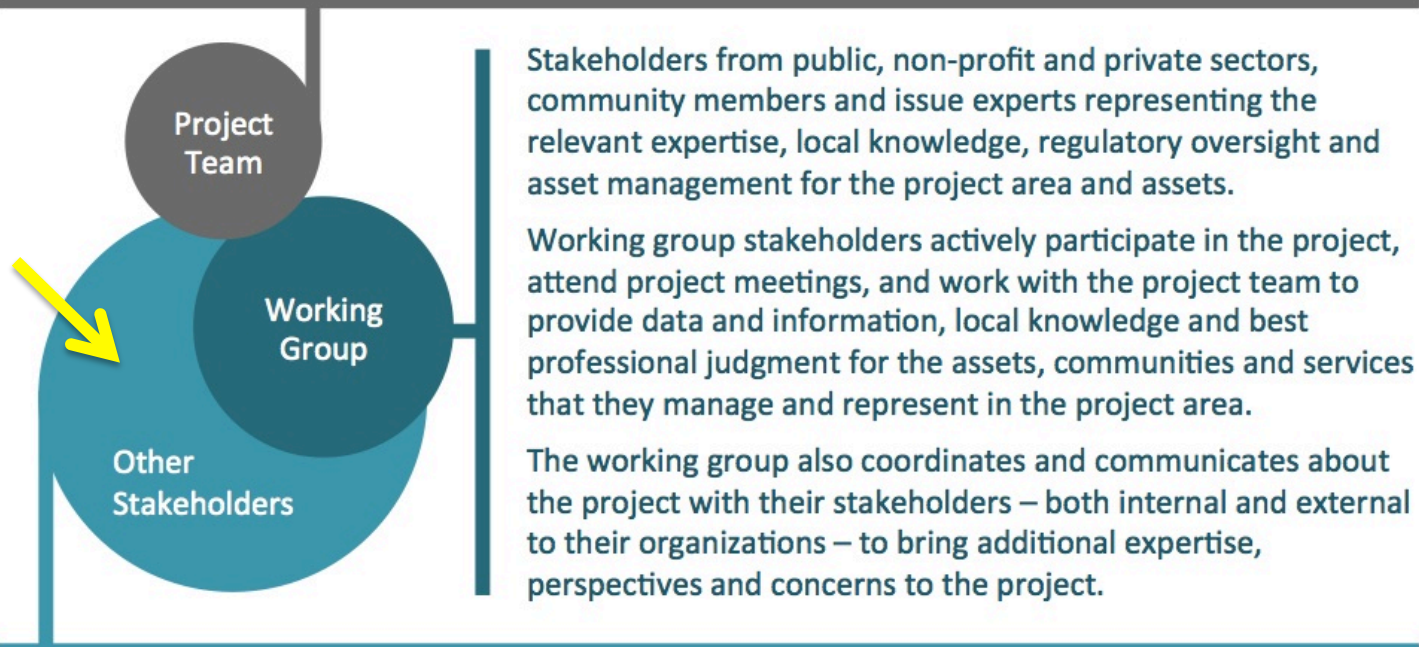 Project
Team
Working
Group
Other
Stakeholders
Stakeholders from public, non-profit and private sectors,
community members and issue experts representing the
relevant expertise, local knowledge, regulatory oversight and
asset management for the project area and assets.
Working group stakeholders actively participate in the project,
attend project meetings, and work with the project team to
provide data and information, local knowledge and best
professional judgment for the assets, communities and services
that they manage and represent in the project area.
The working group also coordinates and communicates about
the project with their stakeholders – both internal and external
to their organizations – to bring additional expertise,
perspectives and concerns to the project.